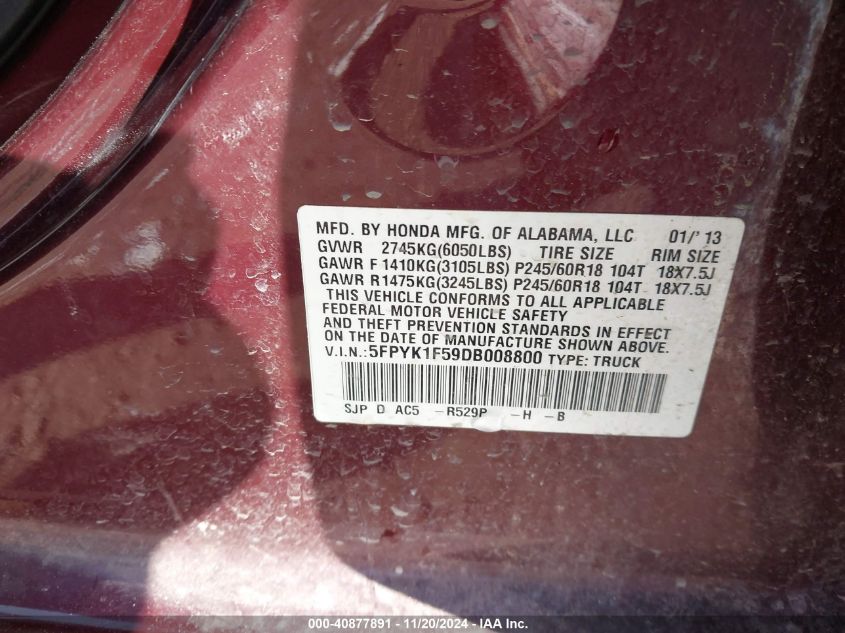 MFD. BY HONDA MFG. OF ALABAMA, LLC 01/'13
GVWR 2745KG(6050LBS) TIRE SIZE RIM SIZE
GAWR F 1410KG(3105LBS) P245/60R18 104T 18X7.5J
GAWR R1475KG(3245LBS) P245/60R18 104T 18X7.5J
THIS VEHICLE CONFORMS TO ALL APPLICABLE
FEDERAL MOTOR VEHICLE SAFETY
AND THEFT PREVENTION STANDARDS IN EFFECT
ON THE DATE OF MANUFACTURE SHOWN ABOVE.
V.I.N.:5FPYK1F59DB008800 TYPE: TRUCK
SJP D AC5 -R529P -H -B
000-40877891 - 11/20/2024 - IAA Inc.